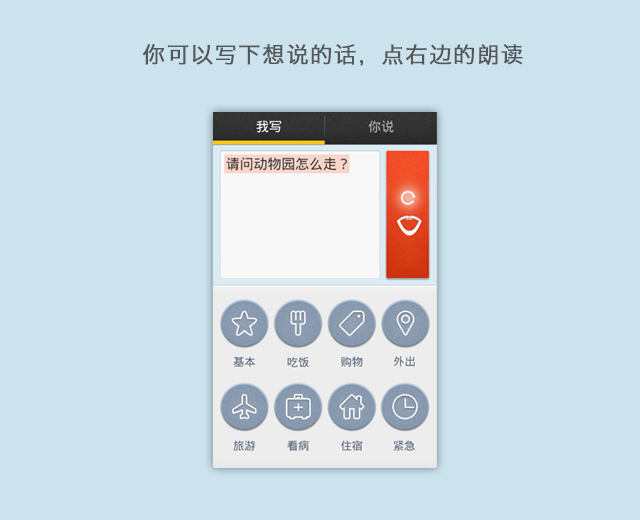 你可以写下想说的话，点右边的朗读
我写 你说
请问动物园怎么走？
基本 吃饭 购物 外出
旅游 看病 住宿 紧急